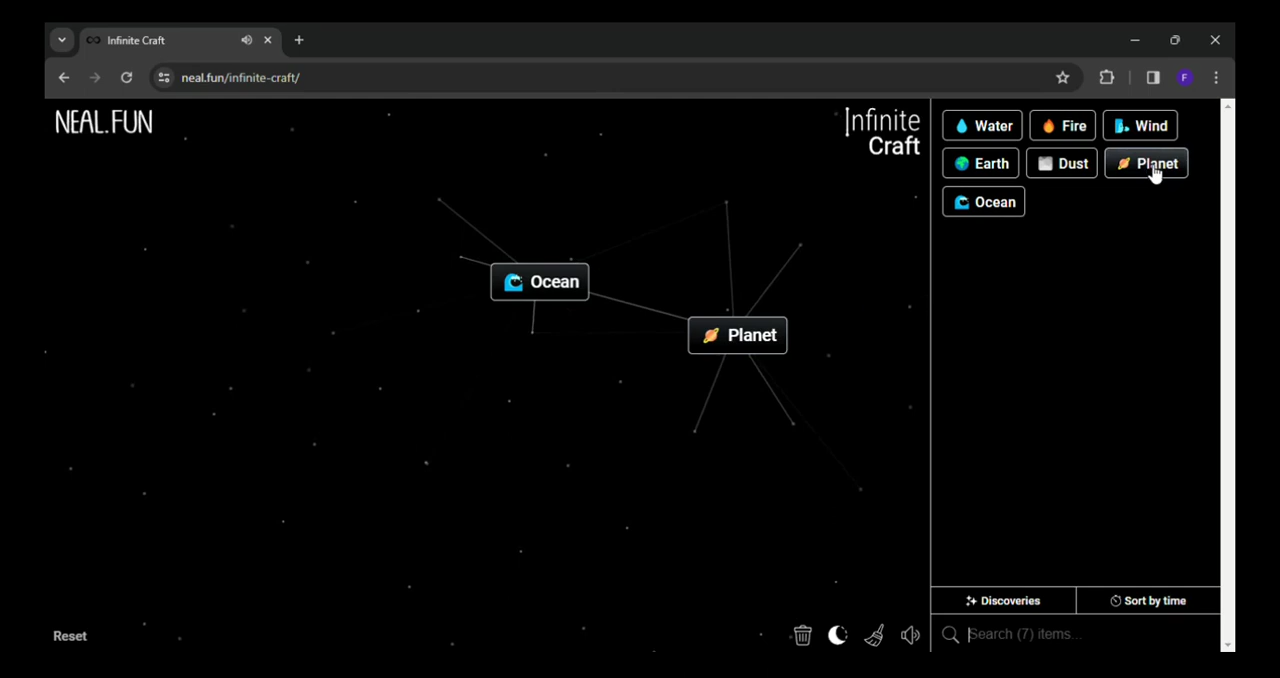 Infinite Craft
neal.fun/infinite-craft/
F
NEAL.FUN
Infinite
Craft
Water
Fire
Wind
Earth
Dust
Planet
Ocean
Ocean
Planet
Discoveries
Sort by time
Reset
Search (7) items...